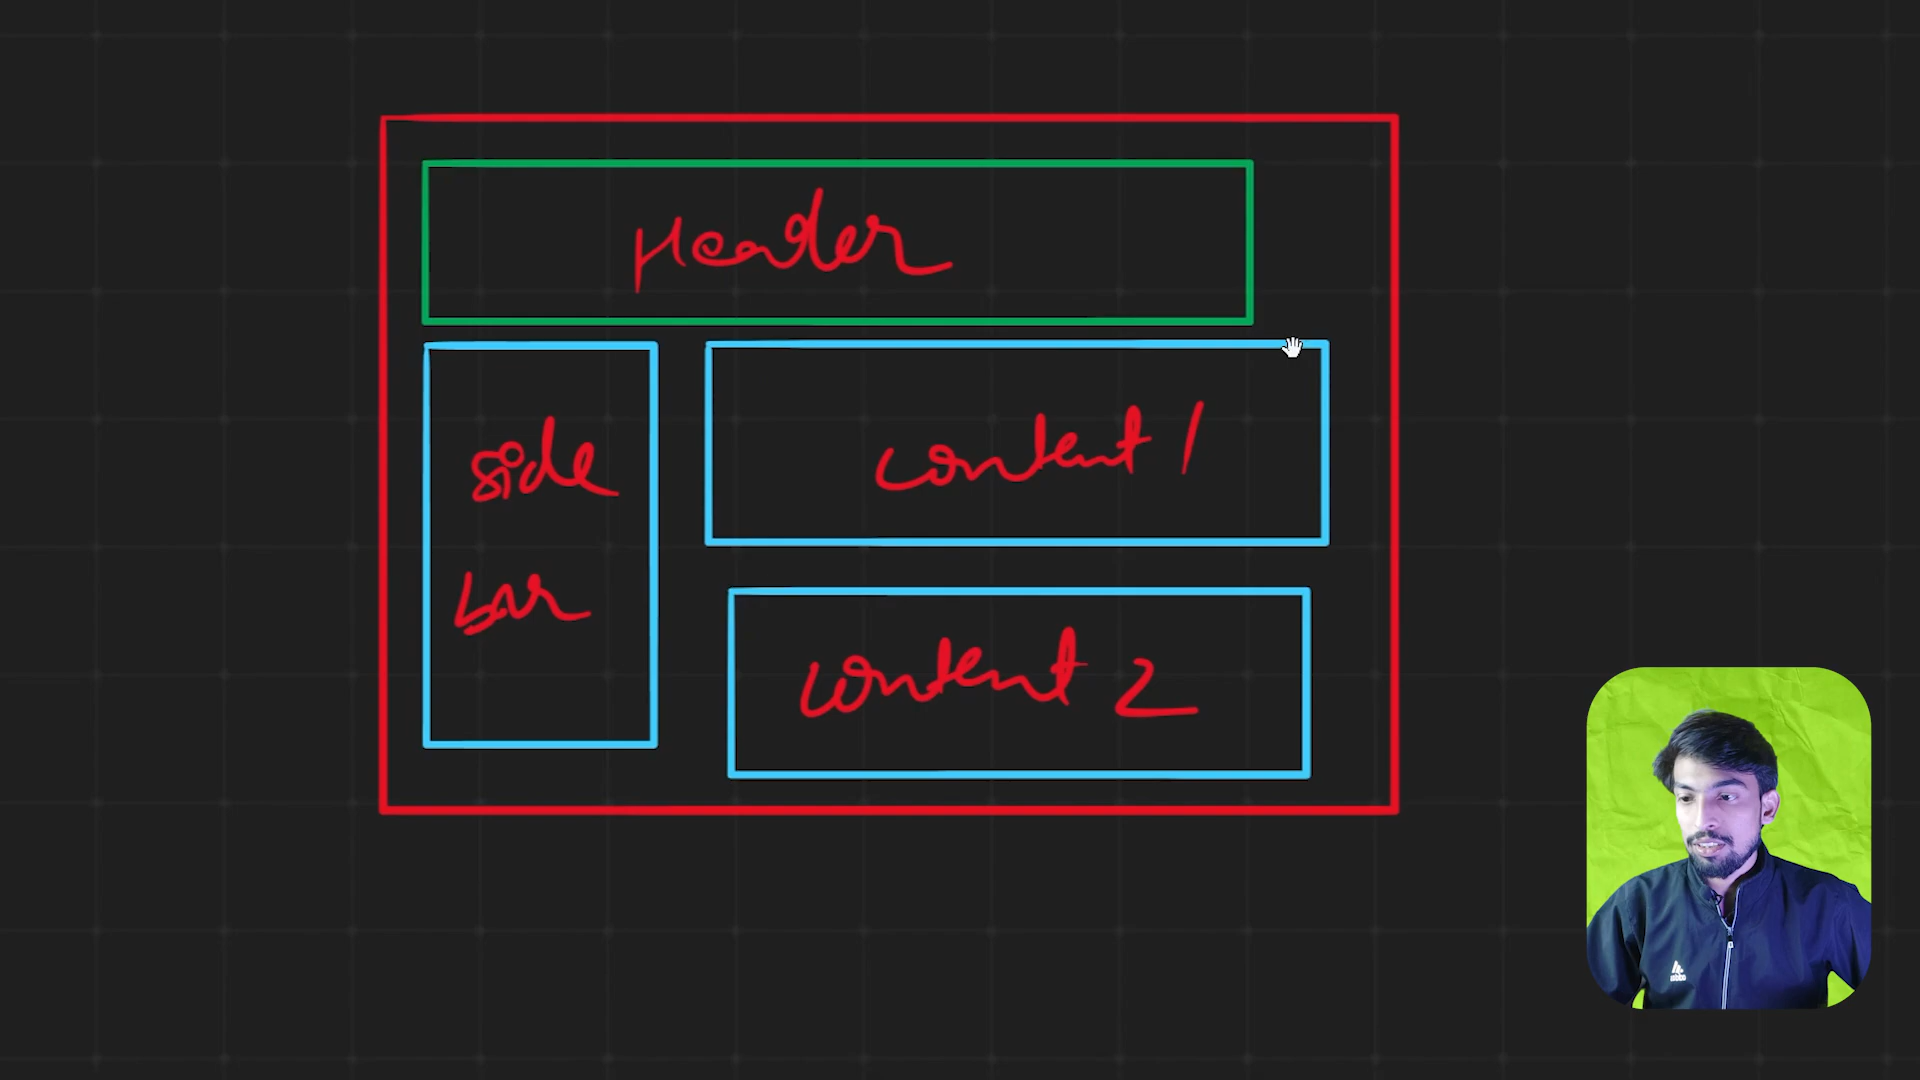 Header
side
bar
content 1
content 2